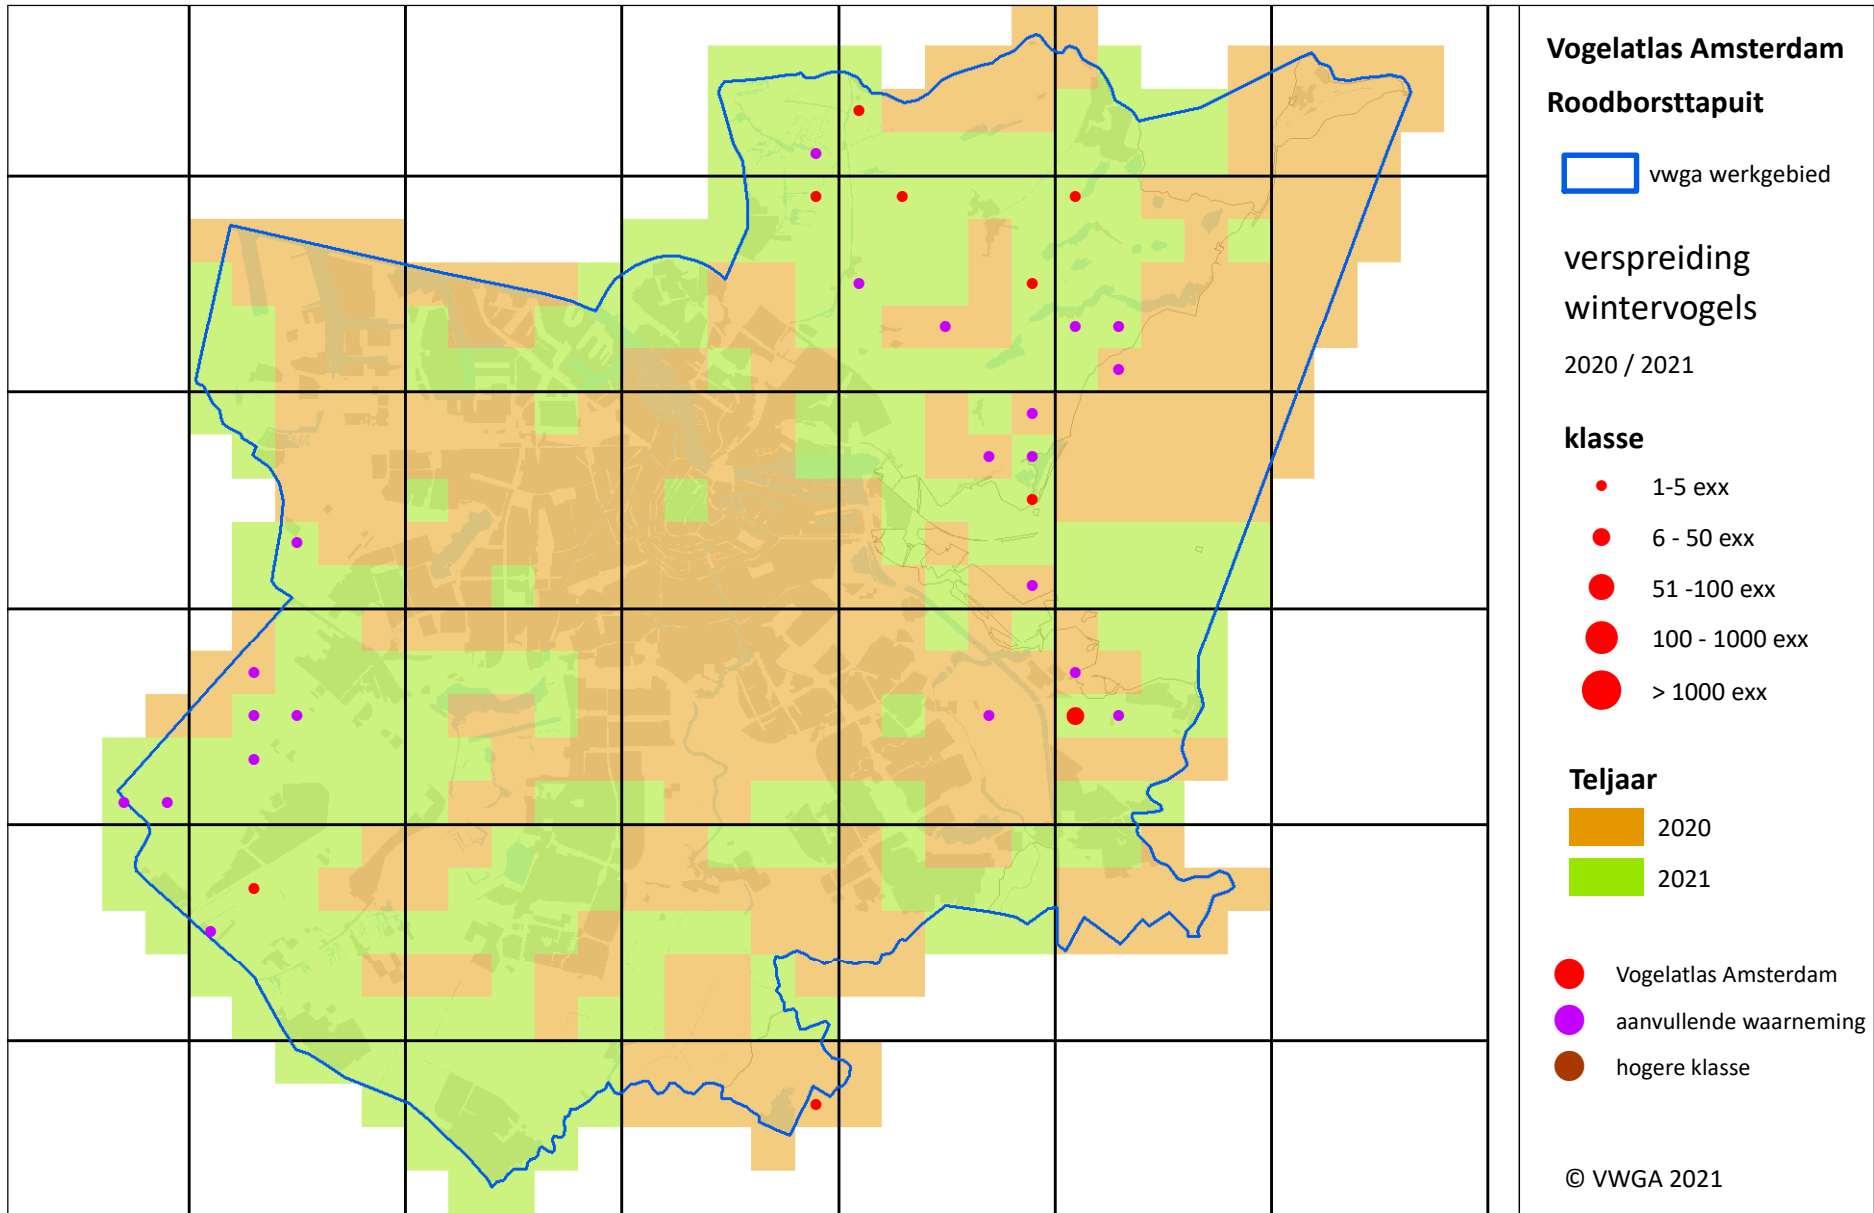 Vogelatlas Amsterdam
Roodborsttapuit
vwga werkgebied
verspreiding
wintervogels
2020 / 2021
klasse
1-5 exx
6 - 50 exx
51 -100 exx
100 - 1000 exx
> 1000 exx
Teljaar
2020
2021
Vogelatlas Amsterdam
aanvullende waarneming
hogere klasse
© VWGA 2021